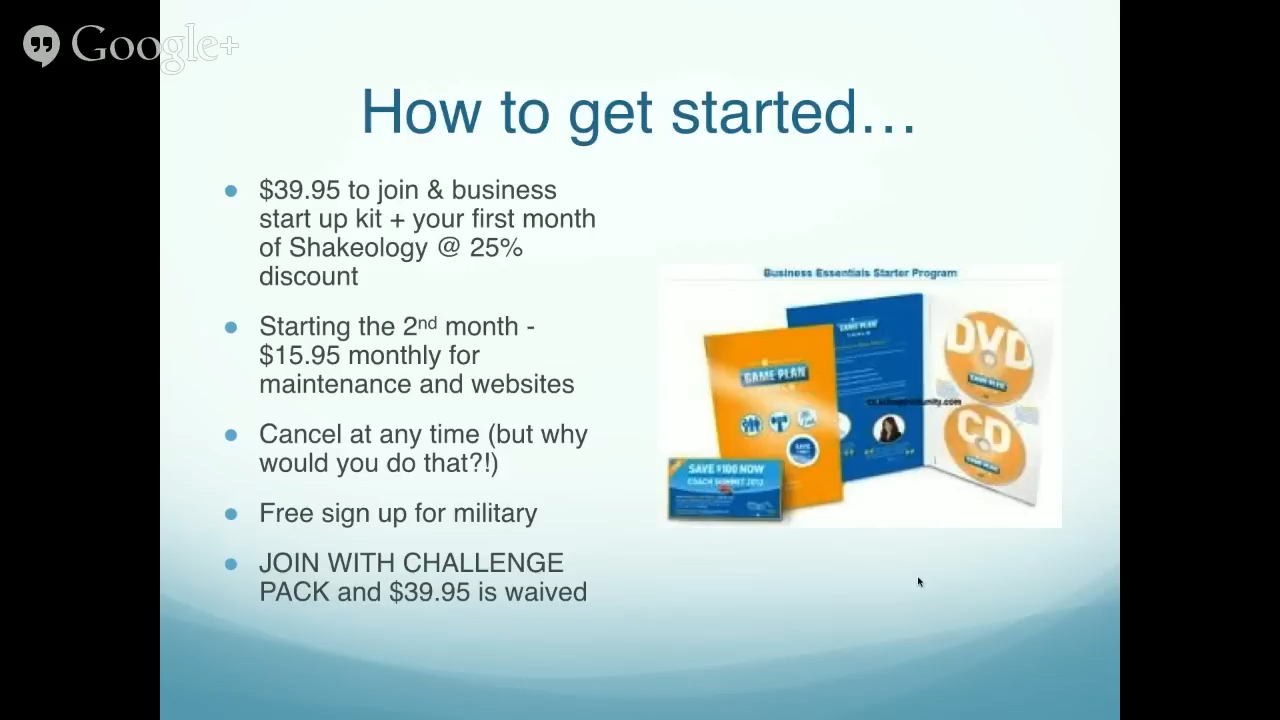 Google+
How to get started…
$39.95 to join & business
start up kit + your first month
of Shakeology @ 25%
discount
Starting the 2nd month -
$15.95 monthly for
maintenance and websites
Cancel at any time (but why
would you do that?!)
Free sign up for military
JOIN WITH CHALLENGE
PACK and $39.95 is waived
Business Essentials Starter Program
GAME PLAN
GAME PLAN
DVD
CD
SAVE $100 NOW
COACH SUMMIT 2013